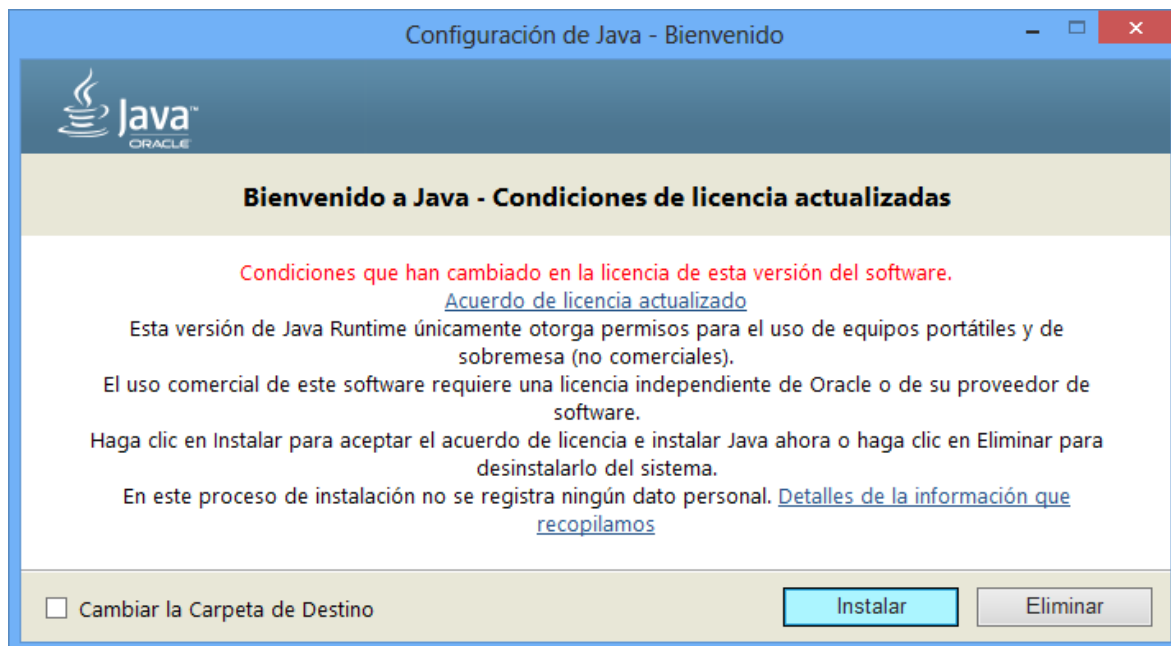 Configuración de Java - Bienvenido
Java™
ORACLE
Bienvenido a Java - Condiciones de licencia actualizadas
Condiciones que han cambiado en la licencia de esta versión del software.
Acuerdo de licencia actualizado
Esta versión de Java Runtime únicamente otorga permisos para el uso de equipos portátiles y de
sobremesa (no comerciales).
El uso comercial de este software requiere una licencia independiente de Oracle o de su proveedor de
software.
Haga clic en Instalar para aceptar el acuerdo de licencia e instalar Java ahora o haga clic en Eliminar para
desinstalarlo del sistema.
En este proceso de instalación no se registra ningún dato personal. Detalles de la información que
recopilamos
Cambiar la Carpeta de Destino
Instalar
Eliminar